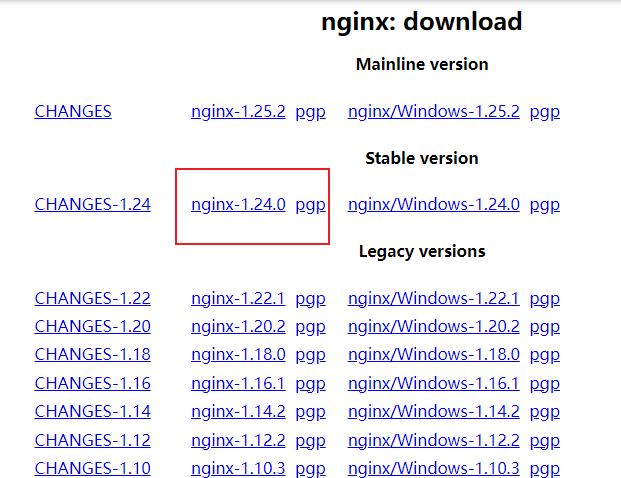 nginx: download
Mainline version
CHANGES nginx-1.25.2 pgp nginx/Windows-1.25.2 pgp
Stable version
CHANGES-1.24 nginx-1.24.0 pgp nginx/Windows-1.24.0 pgp
Legacy versions
CHANGES-1.22 nginx-1.22.1 pgp nginx/Windows-1.22.1 pgp
CHANGES-1.20 nginx-1.20.2 pgp nginx/Windows-1.20.2 pgp
CHANGES-1.18 nginx-1.18.0 pgp nginx/Windows-1.18.0 pgp
CHANGES-1.16 nginx-1.16.1 pgp nginx/Windows-1.16.1 pgp
CHANGES-1.14 nginx-1.14.2 pgp nginx/Windows-1.14.2 pgp
CHANGES-1.12 nginx-1.12.2 pgp nginx/Windows-1.12.2 pgp
CHANGES-1.10 nginx-1.10.3 pgp nginx/Windows-1.10.3 pgp